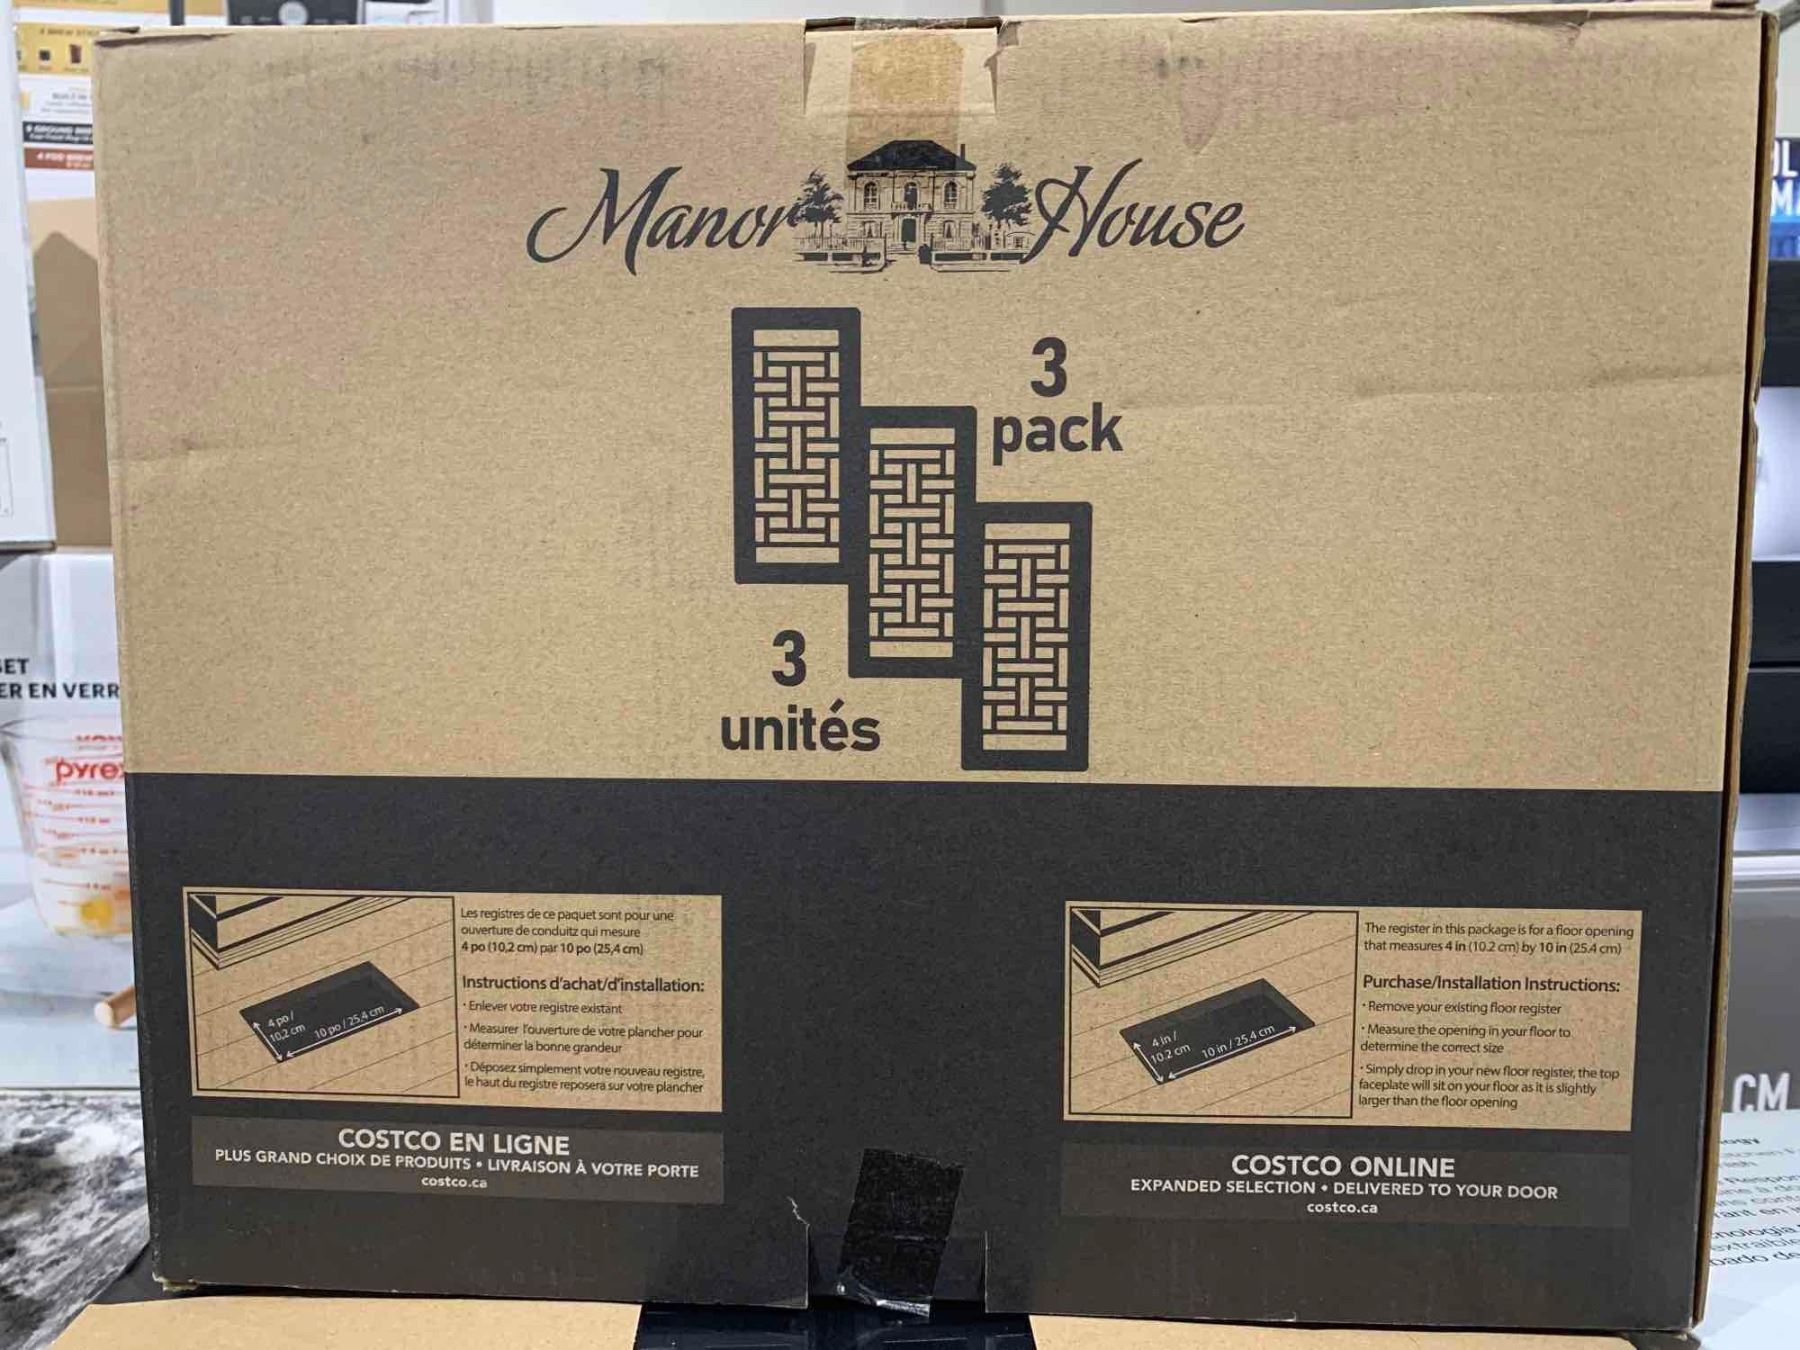 Manor House
3
pack
3
unités
SET
ER EN VERR
pyrex
Les registres de ce paquet sont pour une
ouverture de conduitz qui mesure
4 po (10,2 cm) par 10 po (25,4 cm)
Instructions d'achat/d'installation:
· Enlever votre registre existant
· Measurer l'ouverture de votre plancher pour
déterminer la bonne grandeur
· Déposez simplement votre nouveau registre,
le haut du registre reposera sur votre plancher
4 po /
10,2 cm
10 po / 25,4 cm
COSTCO EN LIGNE
PLUS GRAND CHOIX DE PRODUITS • LIVRAISON À VOTRE PORTE
costco.ca
The register in this package is for a floor opening
that measures 4 in (10.2 cm) by 10 in (25.4 cm)
Purchase/Installation Instructions:
· Remove your existing floor register
· Measure the opening in your floor to
determine the correct size
· Simply drop in your new floor register, the top
faceplate will sit on your floor as it is slightly
larger than the floor opening
4 in /
10.2 cm
10 in / 25.4 cm
COSTCO ONLINE
EXPANDED SELECTION • DELIVERED TO YOUR DOOR
costco.ca
CM